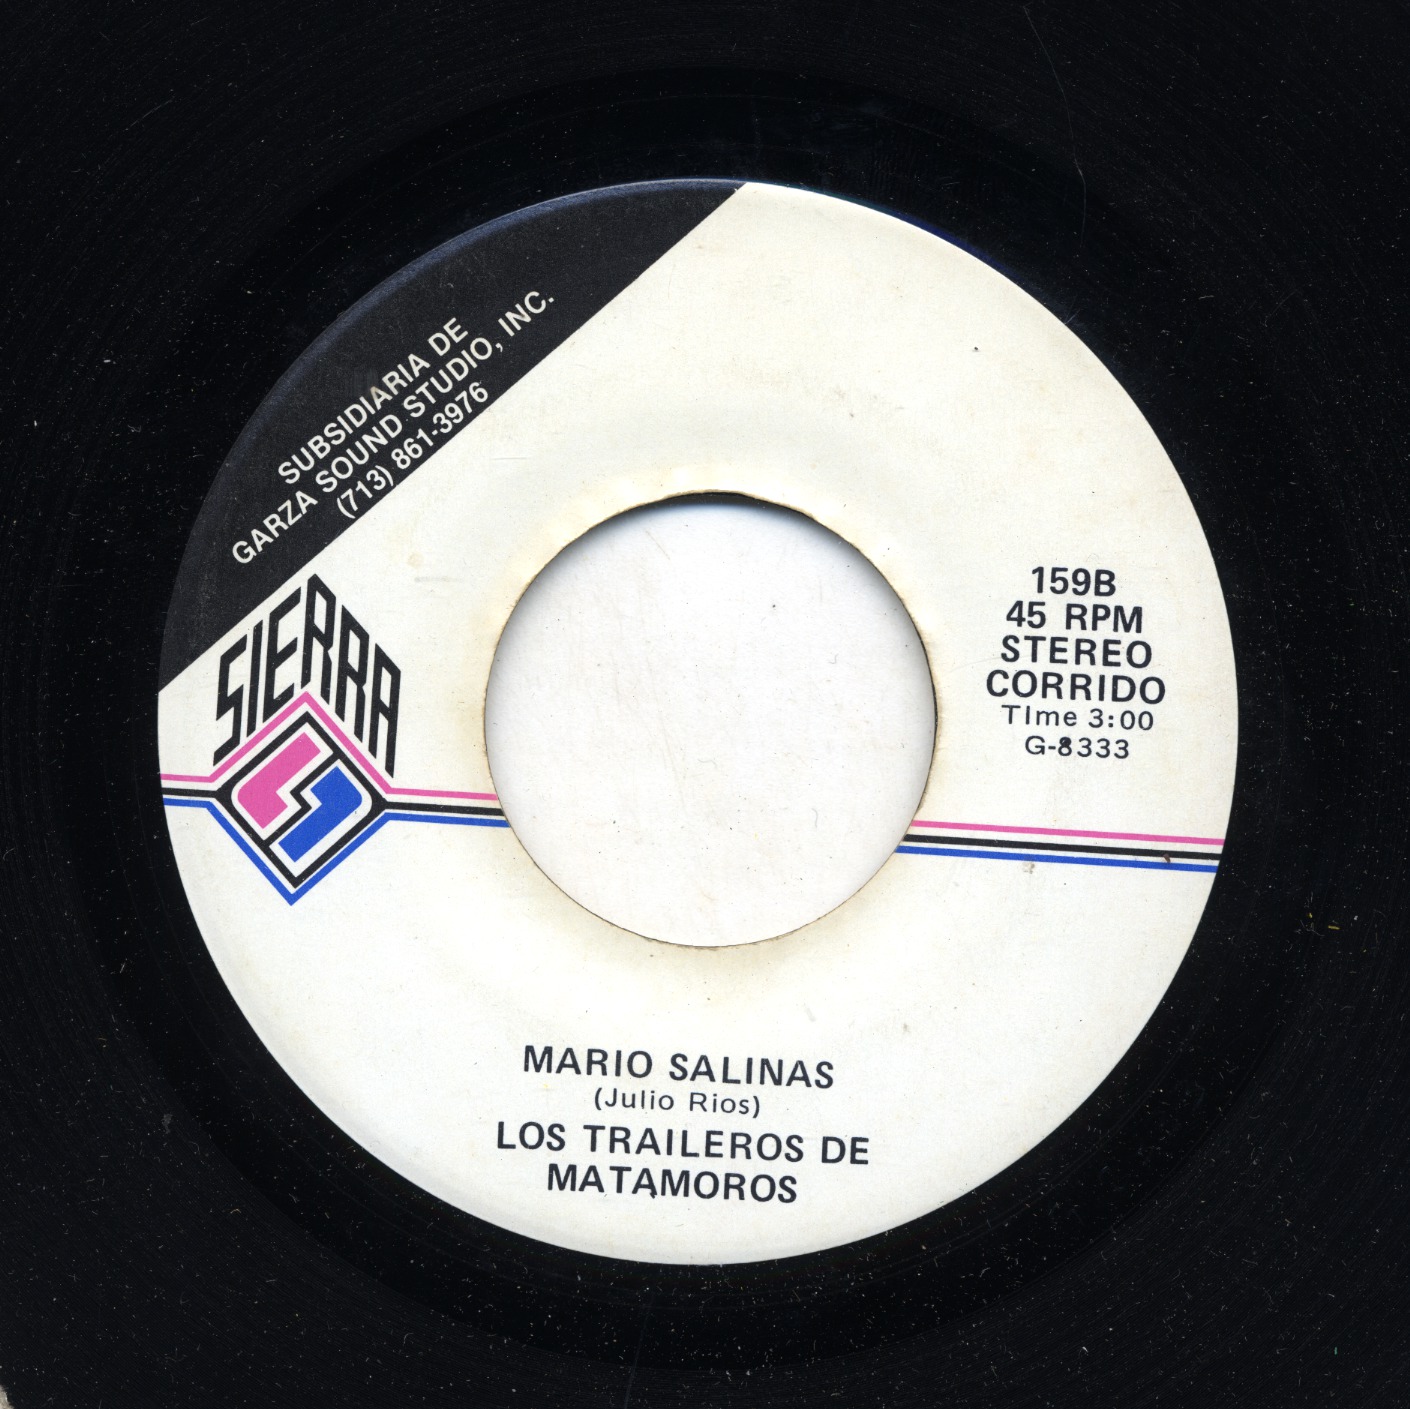 SUBSIDIARIA DE
GARZA SOUND STUDIO, INC.
(713) 861-3976
SIERRA
159B
45 RPM
STEREO
CORRIDO
TIme 3:00
G-8333
MARIO SALINAS
(Julio Rios)
LOS TRAILEROS DE
MATAMOROS